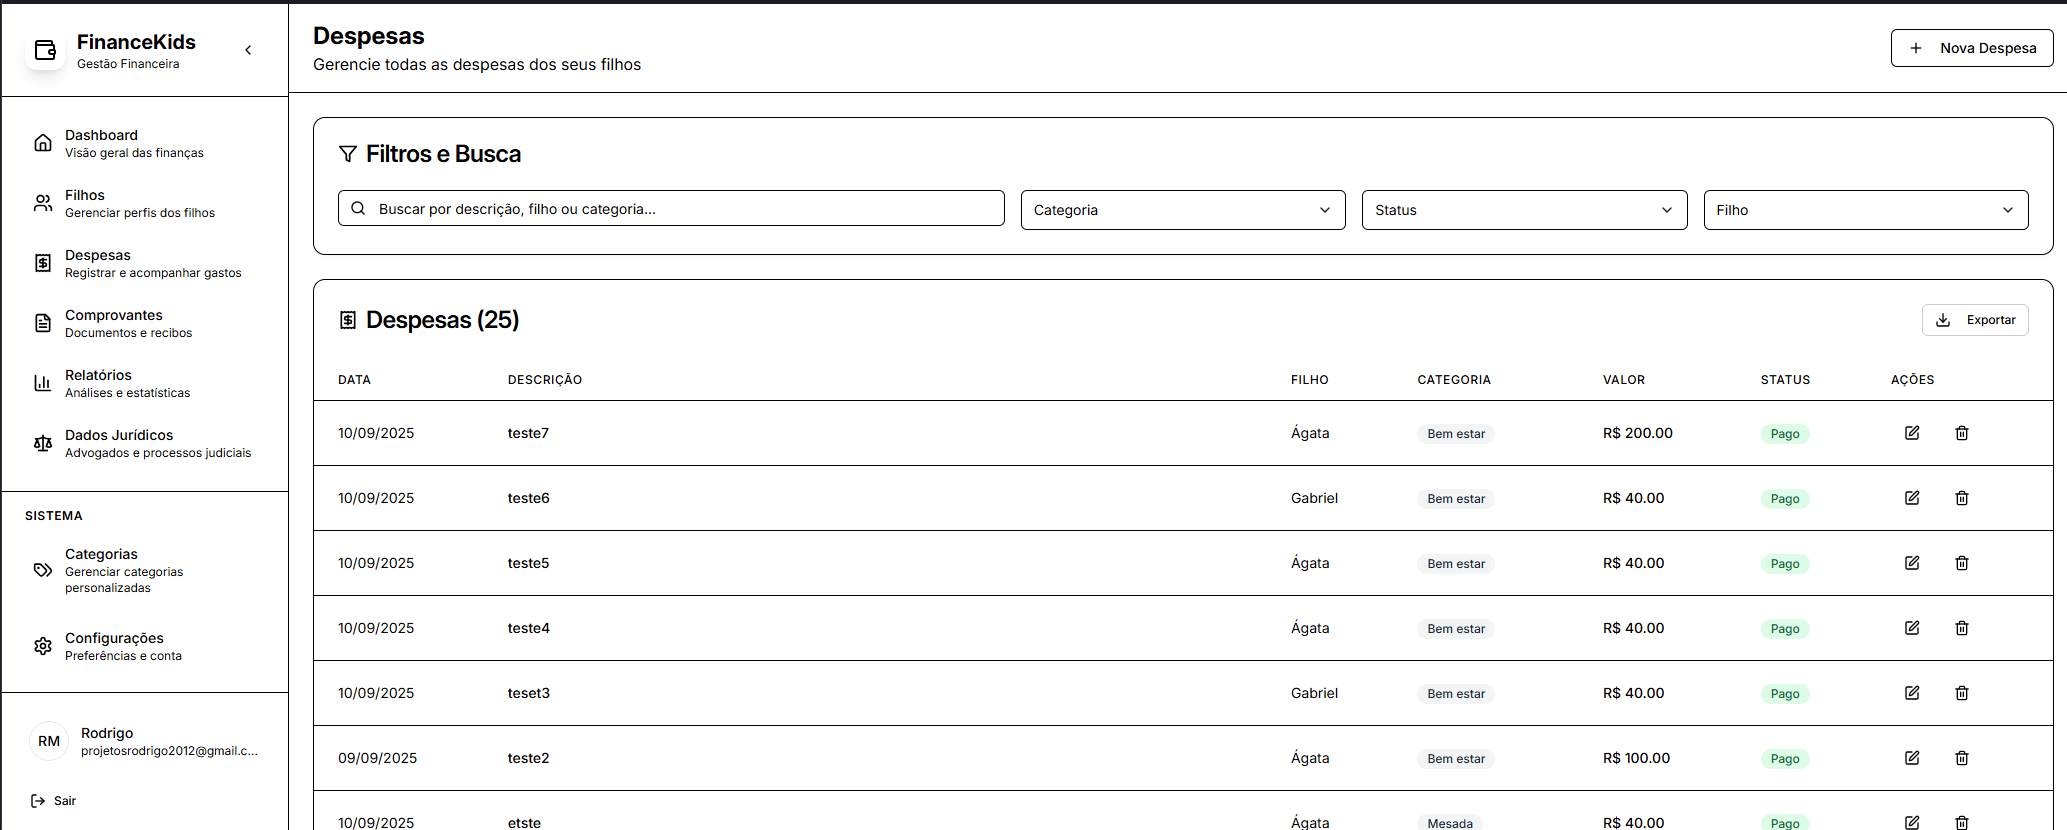 FinanceKids
Gestão Financeira
Dashboard
Visão geral das finanças
Filhos
Gerenciar perfis dos filhos
Despesas
Registrar e acompanhar gastos
Comprovantes
Documentos e recibos
Relatórios
Análises e estatísticas
Dados Jurídicos
Advogados e processos judiciais
SISTEMA
Categorias
Gerenciar categorias
personalizadas
Configurações
Preferências e conta
RM
Rodrigo
projetosrodrigo2012@gmail.c...
Sair
Despesas
Gerencie todas as despesas dos seus filhos
Nova Despesa
Filtros e Busca
Buscar por descrição, filho ou categoria... Categoria Status Filho
Despesas (25)
Exportar
DATA DESCRIÇÃO FILHO CATEGORIA VALOR STATUS AÇÕES
10/09/2025 teste7 Ágata Bem estar R$ 200.00 Pago
10/09/2025 teste6 Gabriel Bem estar R$ 40.00 Pago
10/09/2025 teste5 Ágata Bem estar R$ 40.00 Pago
10/09/2025 teste4 Ágata Bem estar R$ 40.00 Pago
10/09/2025 teset3 Gabriel Bem estar R$ 40.00 Pago
09/09/2025 teste2 Ágata Bem estar R$ 100.00 Pago
10/09/2025 etste Ágata Mesada R$ 40.00 Pago